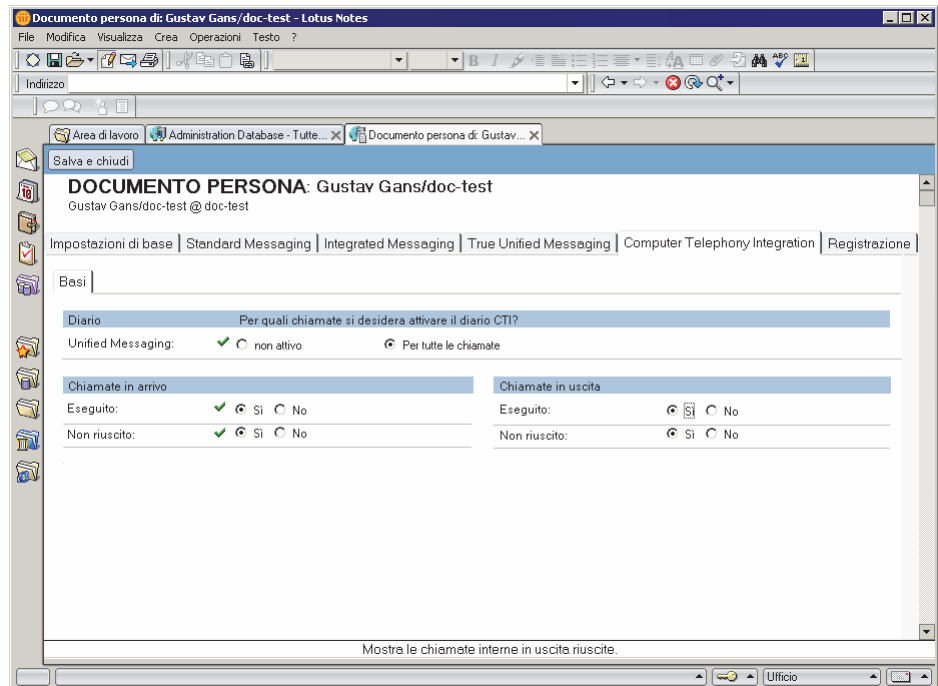 Documento persona di: Gustav Gans/doc-test - Lotus Notes
File Modifica Visualizza Crea Operazioni Testo ?
B I
Indirizzo
Area di lavoro Administration Database - Tutte... Documento persona di: Gustav...
Salva e chiudi
DOCUMENTO PERSONA: Gustav Gans/doc-test
Gustav Gans/doc-test @ doc-test
Impostazioni di base Standard Messaging Integrated Messaging True Unified Messaging Computer Telephony Integration Registrazione
Basi
Diario Per quali chiamate si desidera attivare il diario CTI?
Unified Messaging: non attivo Per tutte le chiamate
Chiamate in arrivo Chiamate in uscita
Eseguito: Sì No Eseguito: Sì No
Non riuscito: Sì No Non riuscito: Sì No
Mostra le chiamate interne in uscita riuscite.
Ufficio